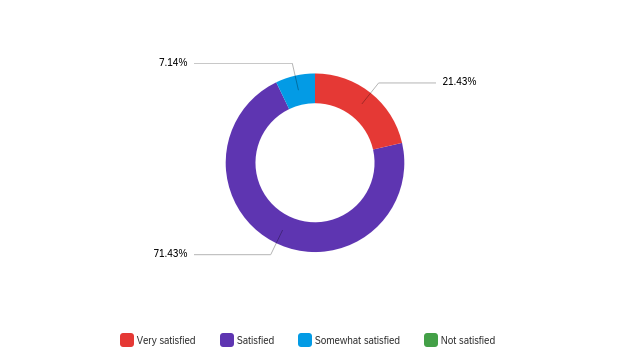 7.14%
21.43%
71.43%
Very satisfied Satisfied Somewhat satisfied Not satisfied